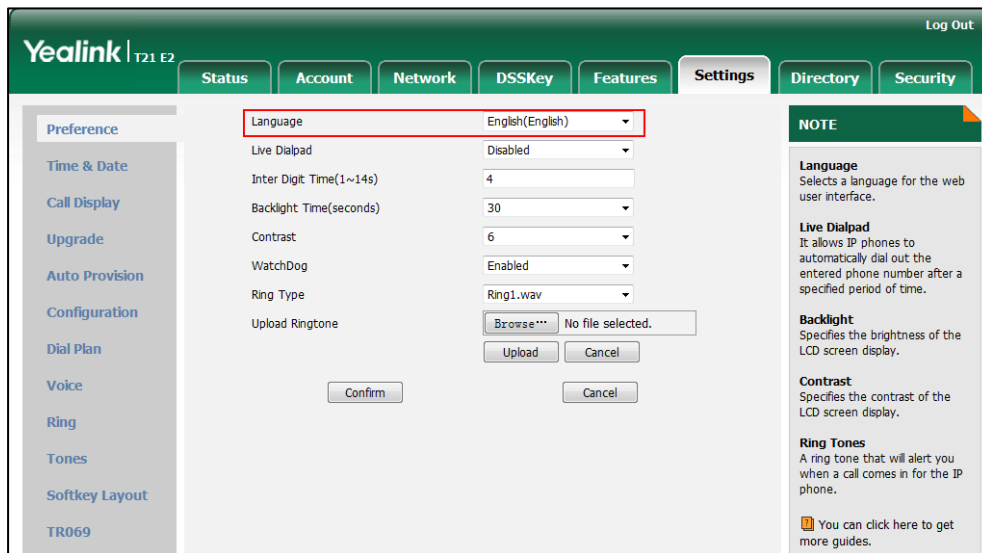 Log Out
Yealink T21 E2
Status Account Network DSSKey Features Settings Directory Security
Preference
Time & Date
Call Display
Upgrade
Auto Provision
Configuration
Dial Plan
Voice
Ring
Tones
Softkey Layout
TR069
Language English(English)
Live Dialpad Disabled
Inter Digit Time(1~14s) 4
Backlight Time(seconds) 30
Contrast 6
WatchDog Enabled
Ring Type Ring1.wav
Upload Ringtone Browse··· No file selected.
Upload Cancel
Confirm Cancel
NOTE
Language
Selects a language for the web
user interface.
Live Dialpad
It allows IP phones to
automatically dial out the
entered phone number after a
specified period of time.
Backlight
Specifies the brightness of the
LCD screen display.
Contrast
Specifies the contrast of the
LCD screen display.
Ring Tones
A ring tone that will alert you
when a call comes in for the IP
phone.
You can click here to get
more guides.